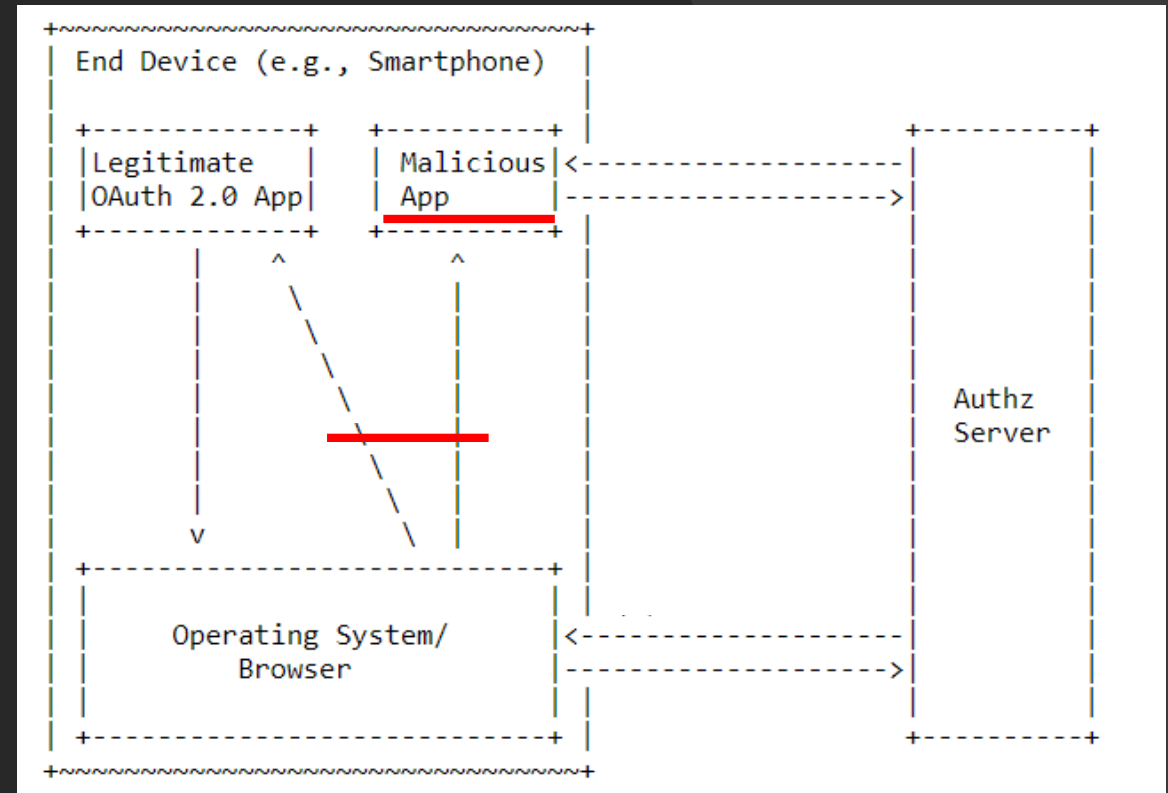 End Device (e.g., Smartphone)
Legitimate
OAuth 2.0 App
Malicious
App
Authz
Server
Operating System/
Browser